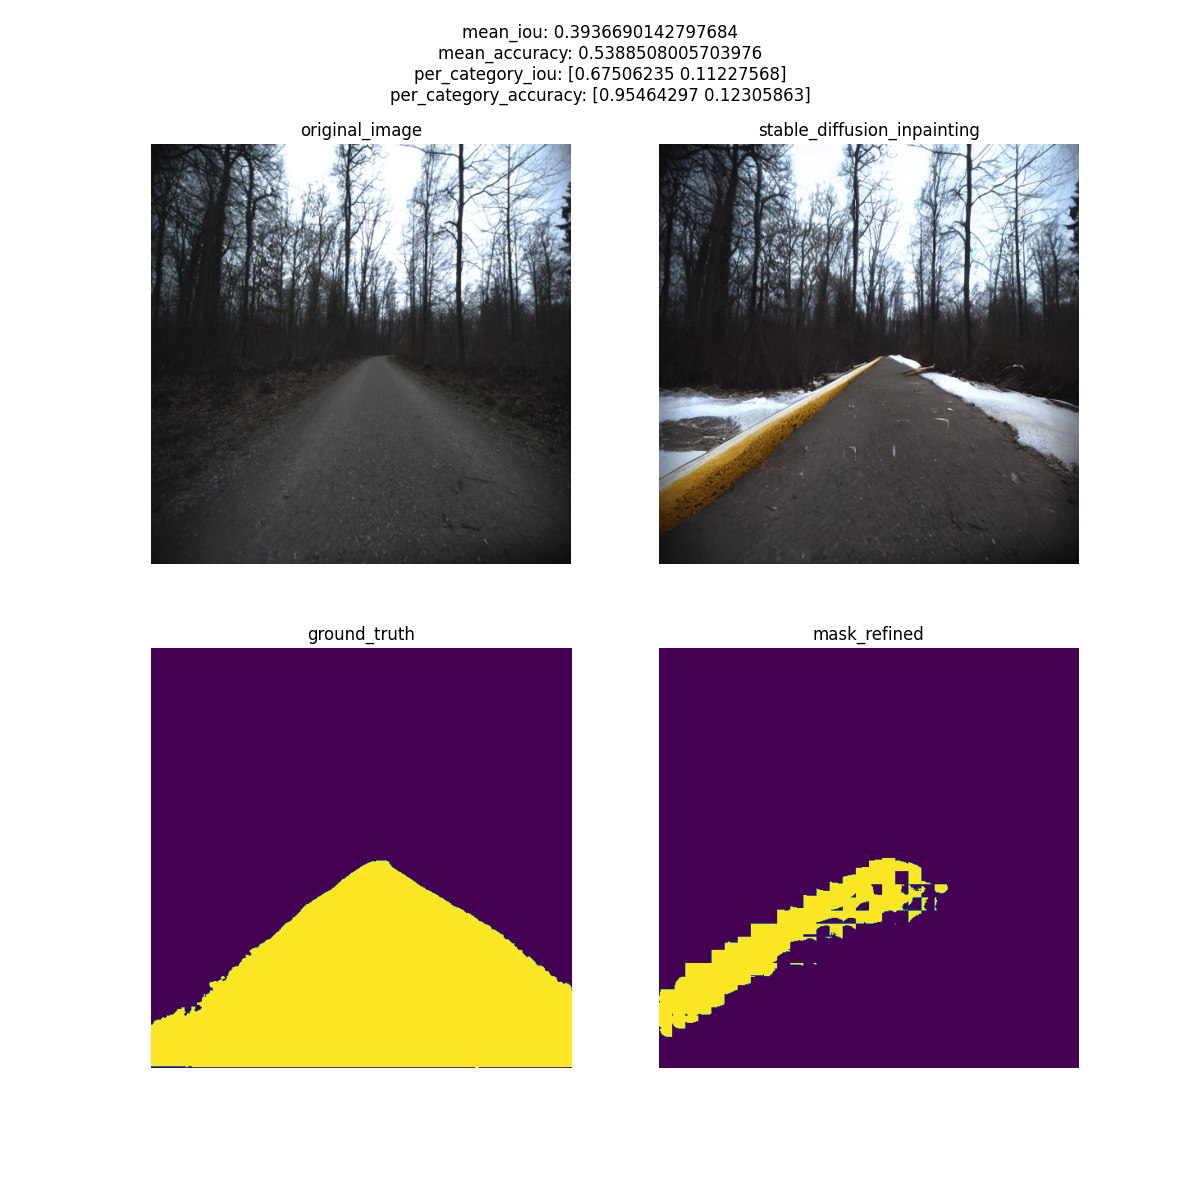 mean_iou: 0.3936690142797684
mean_accuracy: 0.5388508005703976
per_category_iou: [0.67506235 0.11227568]
per_category_accuracy: [0.95464297 0.12305863]
original_image
stable_diffusion_inpainting
ground_truth
mask_refined